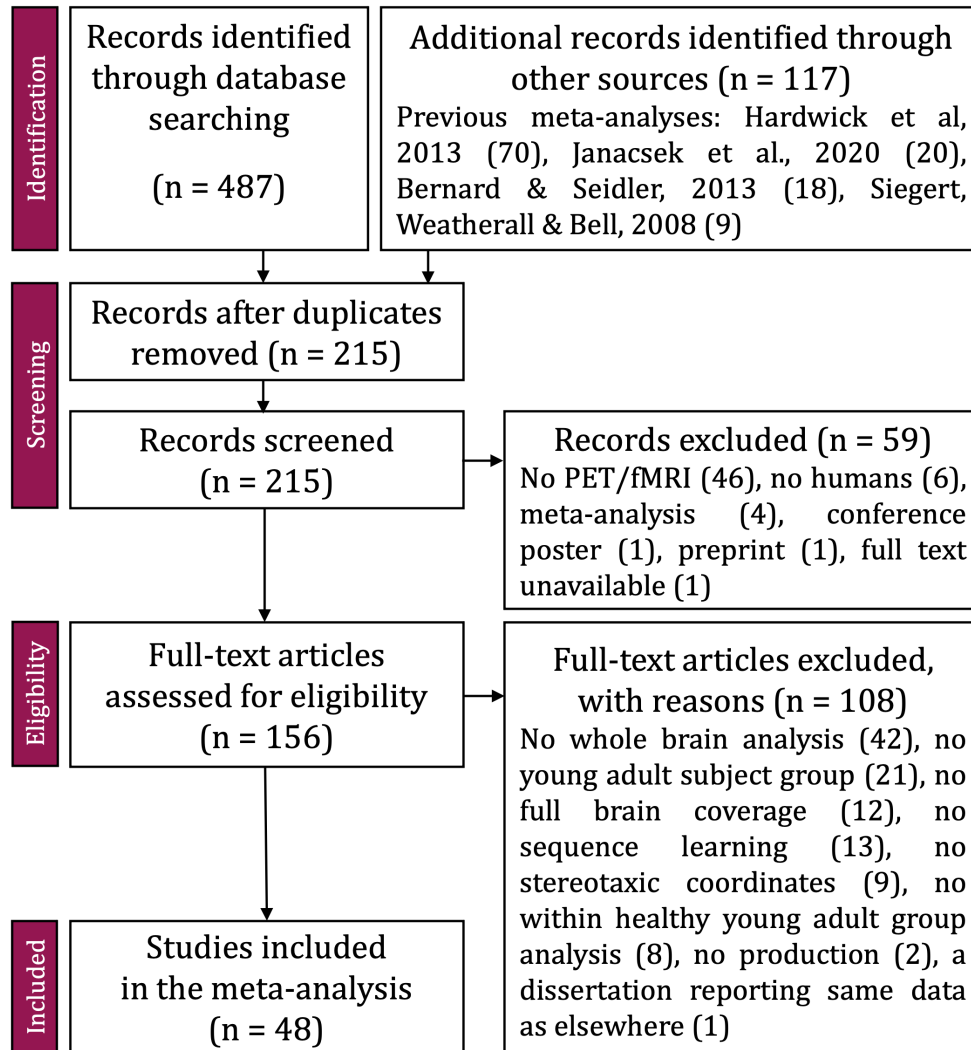 Identification
Records identified
through database
searching
(n = 487)
Additional records identified through
other sources (n = 117)
Previous meta-analyses: Hardwick et al,
2013 (70), Janacsek et al., 2020 (20),
Bernard & Seidler, 2013 (18), Siegert,
Weatherall & Bell, 2008 (9)
Screening
Records after duplicates
removed (n = 215)
Records screened
(n = 215)
Records excluded (n = 59)
No PET/fMRI (46), no humans (6),
meta-analysis (4), conference
poster (1), preprint (1), full text
unavailable (1)
Eligibility
Full-text articles
assessed for eligibility
(n = 156)
Full-text articles excluded,
with reasons (n = 108)
No whole brain analysis (42), no
young adult subject group (21), no
full brain coverage (12), no
sequence learning (13), no
stereotaxic coordinates (9), no
within healthy young adult group
analysis (8), no production (2), a
dissertation reporting same data
as elsewhere (1)
Included
Studies included
in the meta-analysis
(n = 48)